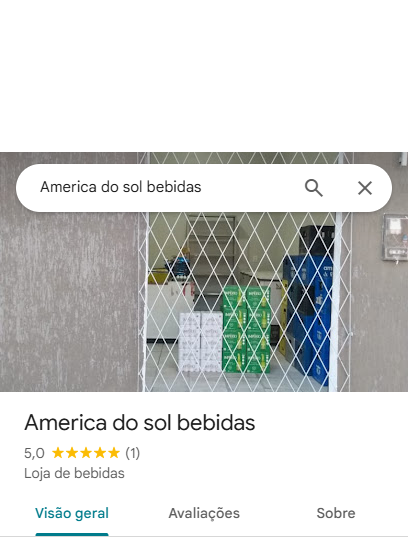 America do sol bebidas
America do sol bebidas
5,0 ★★★★★ (1)
Loja de bebidas
Visão geral Avaliações Sobre